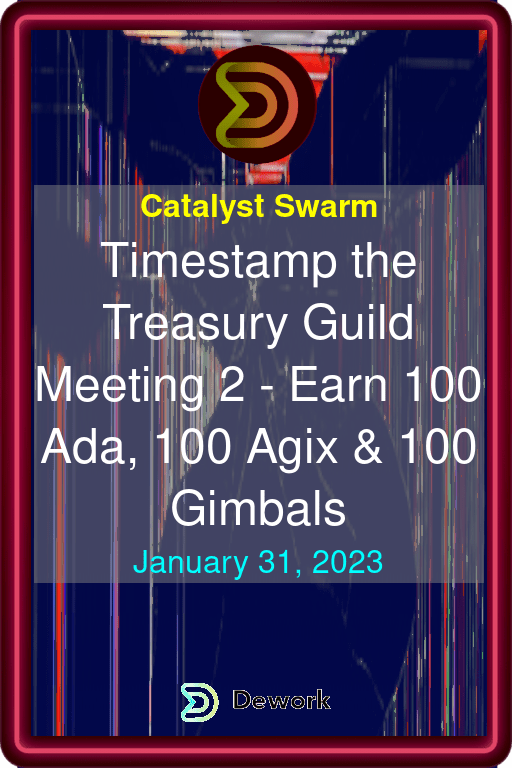 Catalyst Swarm
Timestamp the
Treasury Guild
Meeting 2 - Earn 100
Ada, 100 Agix & 100
Gimbals
January 31, 2023
Dework